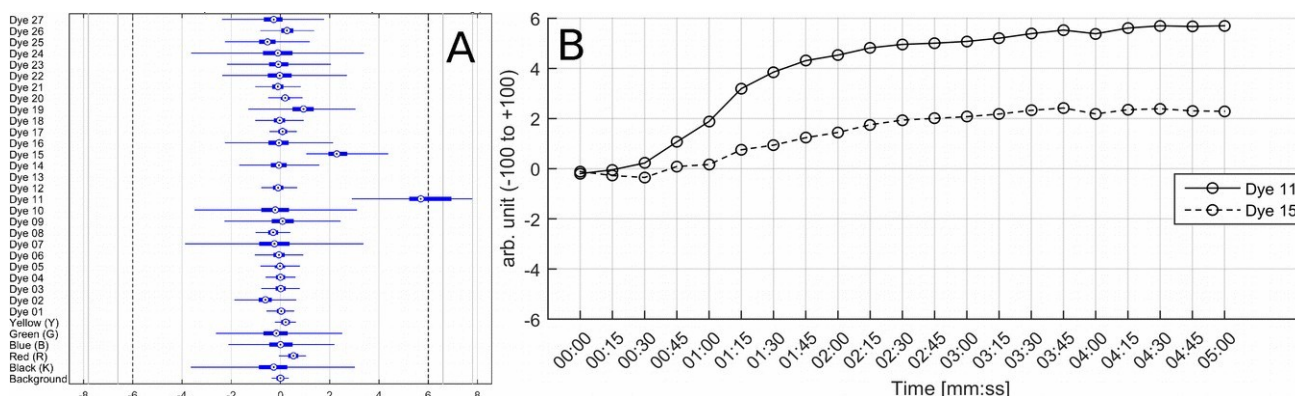 Dye 27
Dye 26
Dye 25
Dye 24
Dye 23
Dye 22
Dye 21
Dye 20
Dye 19
Dye 18
Dye 17
Dye 16
Dye 15
Dye 14
Dye 13
Dye 12
Dye 11
Dye 10
Dye 09
Dye 08
Dye 07
Dye 06
Dye 05
Dye 04
Dye 03
Dye 02
Dye 01
Yellow (Y)
Green (G)
Blue (B)
Red (R)
Black (K)
Background
-8 -6 -4 -2 0 2 4 6 8
A
B
arb. unit (-100 to +100)
6
4
2
0
-2
-4
-6
Dye 11
Dye 15
00:00 00:15 00:30 00:45 01:00 01:15 01:30 01:45 02:00 02:15 02:30 02:45 03:00 03:15 03:30 03:45 04:00 04:15 04:30 04:45 05:00
Time [mm:ss]